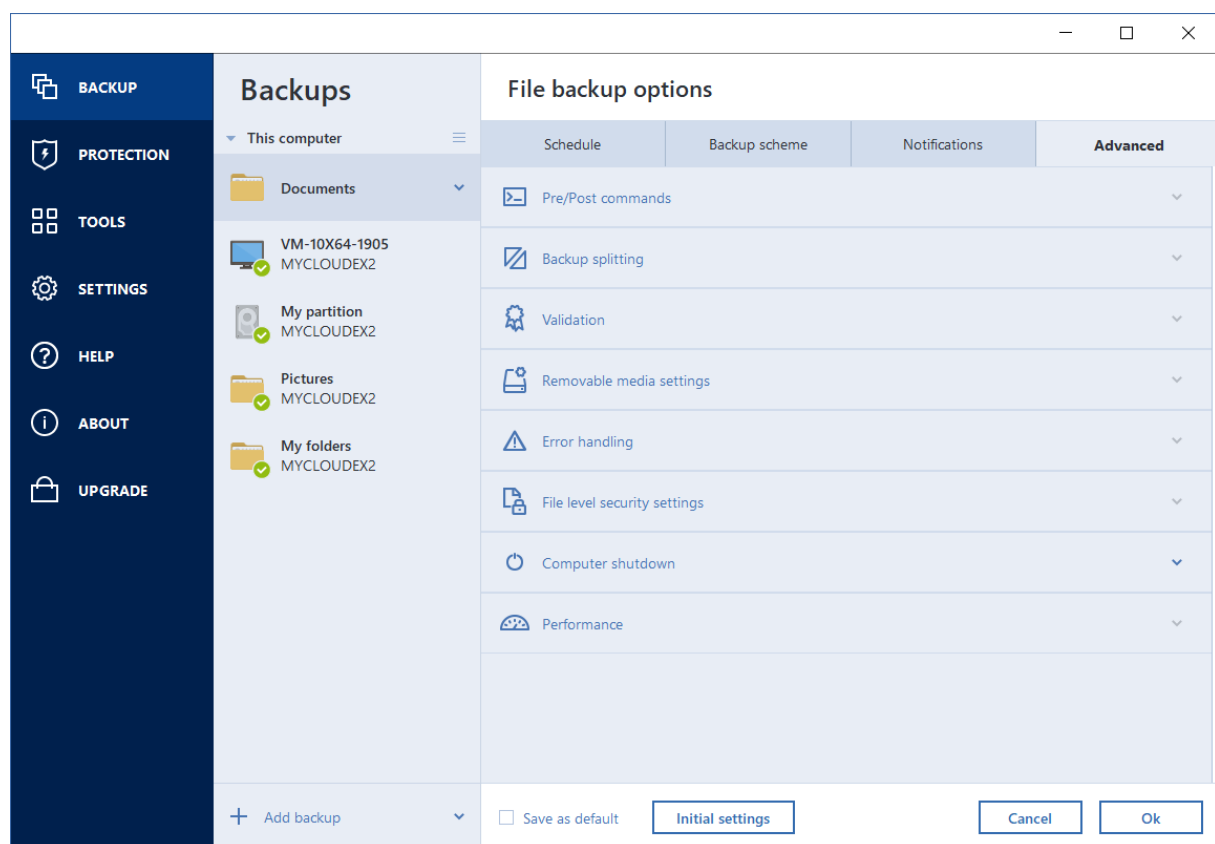 BACKUP
PROTECTION
TOOLS
SETTINGS
HELP
ABOUT
UPGRADE
Backups
This computer
Documents
VM-10X64-1905
MYCLOUDEX2
My partition
MYCLOUDEX2
Pictures
MYCLOUDEX2
My folders
MYCLOUDEX2
Add backup
File backup options
Schedule
Backup scheme
Notifications
Advanced
Pre/Post commands
Backup splitting
Validation
Removable media settings
Error handling
File level security settings
Computer shutdown
Performance
Save as default
Initial settings
Cancel
Ok